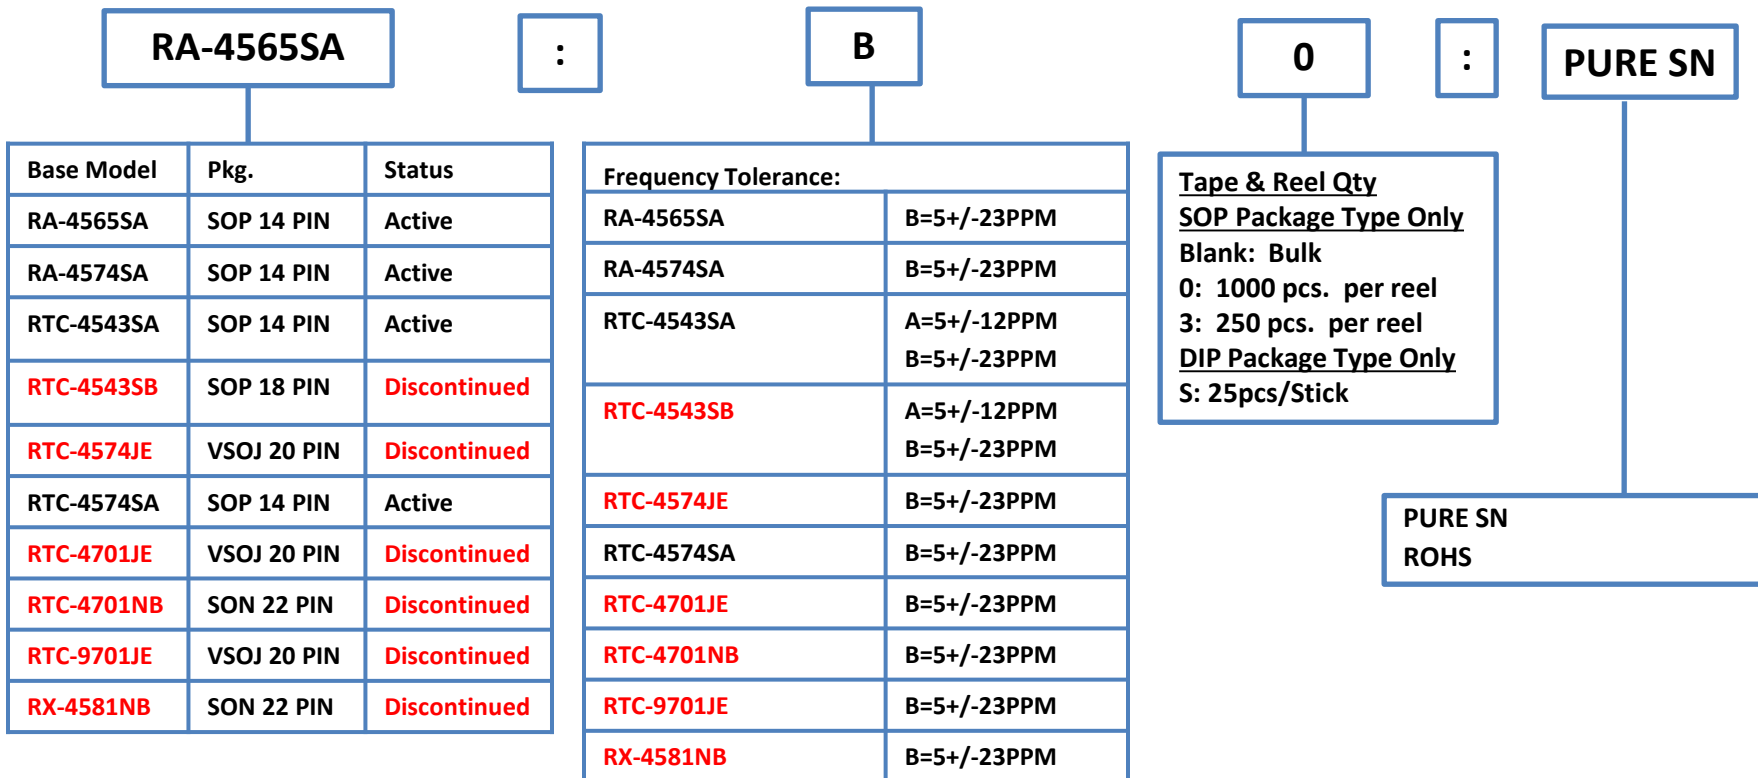 RA-4565SA : B 0 : PURE SN
Base Model Pkg. Status
RA-4565SA SOP 14 PIN Active
RA-4574SA SOP 14 PIN Active
RTC-4543SA SOP 14 PIN Active
RTC-4543SB SOP 18 PIN Discontinued
RTC-4574JE VSOJ 20 PIN Discontinued
RTC-4574SA SOP 14 PIN Active
RTC-4701JE VSOJ 20 PIN Discontinued
RTC-4701NB SON 22 PIN Discontinued
RTC-9701JE VSOJ 20 PIN Discontinued
RX-4581NB SON 22 PIN Discontinued
Frequency Tolerance:
RA-4565SA B=5+/-23PPM
RA-4574SA B=5+/-23PPM
RTC-4543SA A=5+/-12PPM
B=5+/-23PPM
RTC-4543SB A=5+/-12PPM
B=5+/-23PPM
RTC-4574JE B=5+/-23PPM
RTC-4574SA B=5+/-23PPM
RTC-4701JE B=5+/-23PPM
RTC-4701NB B=5+/-23PPM
RTC-9701JE B=5+/-23PPM
RX-4581NB B=5+/-23PPM
Tape & Reel Qty
SOP Package Type Only
Blank: Bulk
0: 1000 pcs. per reel
3: 250 pcs. per reel
DIP Package Type Only
S: 25pcs/Stick
PURE SN
ROHS